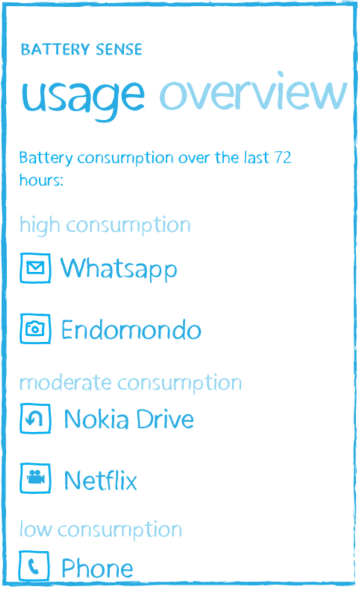 BATTERY SENSE
usage overview
Battery consumption over the last 72
hours:
high consumption
Whatsapp
Endomondo
moderate consumption
Nokia Drive
Netflix
low consumption
Phone